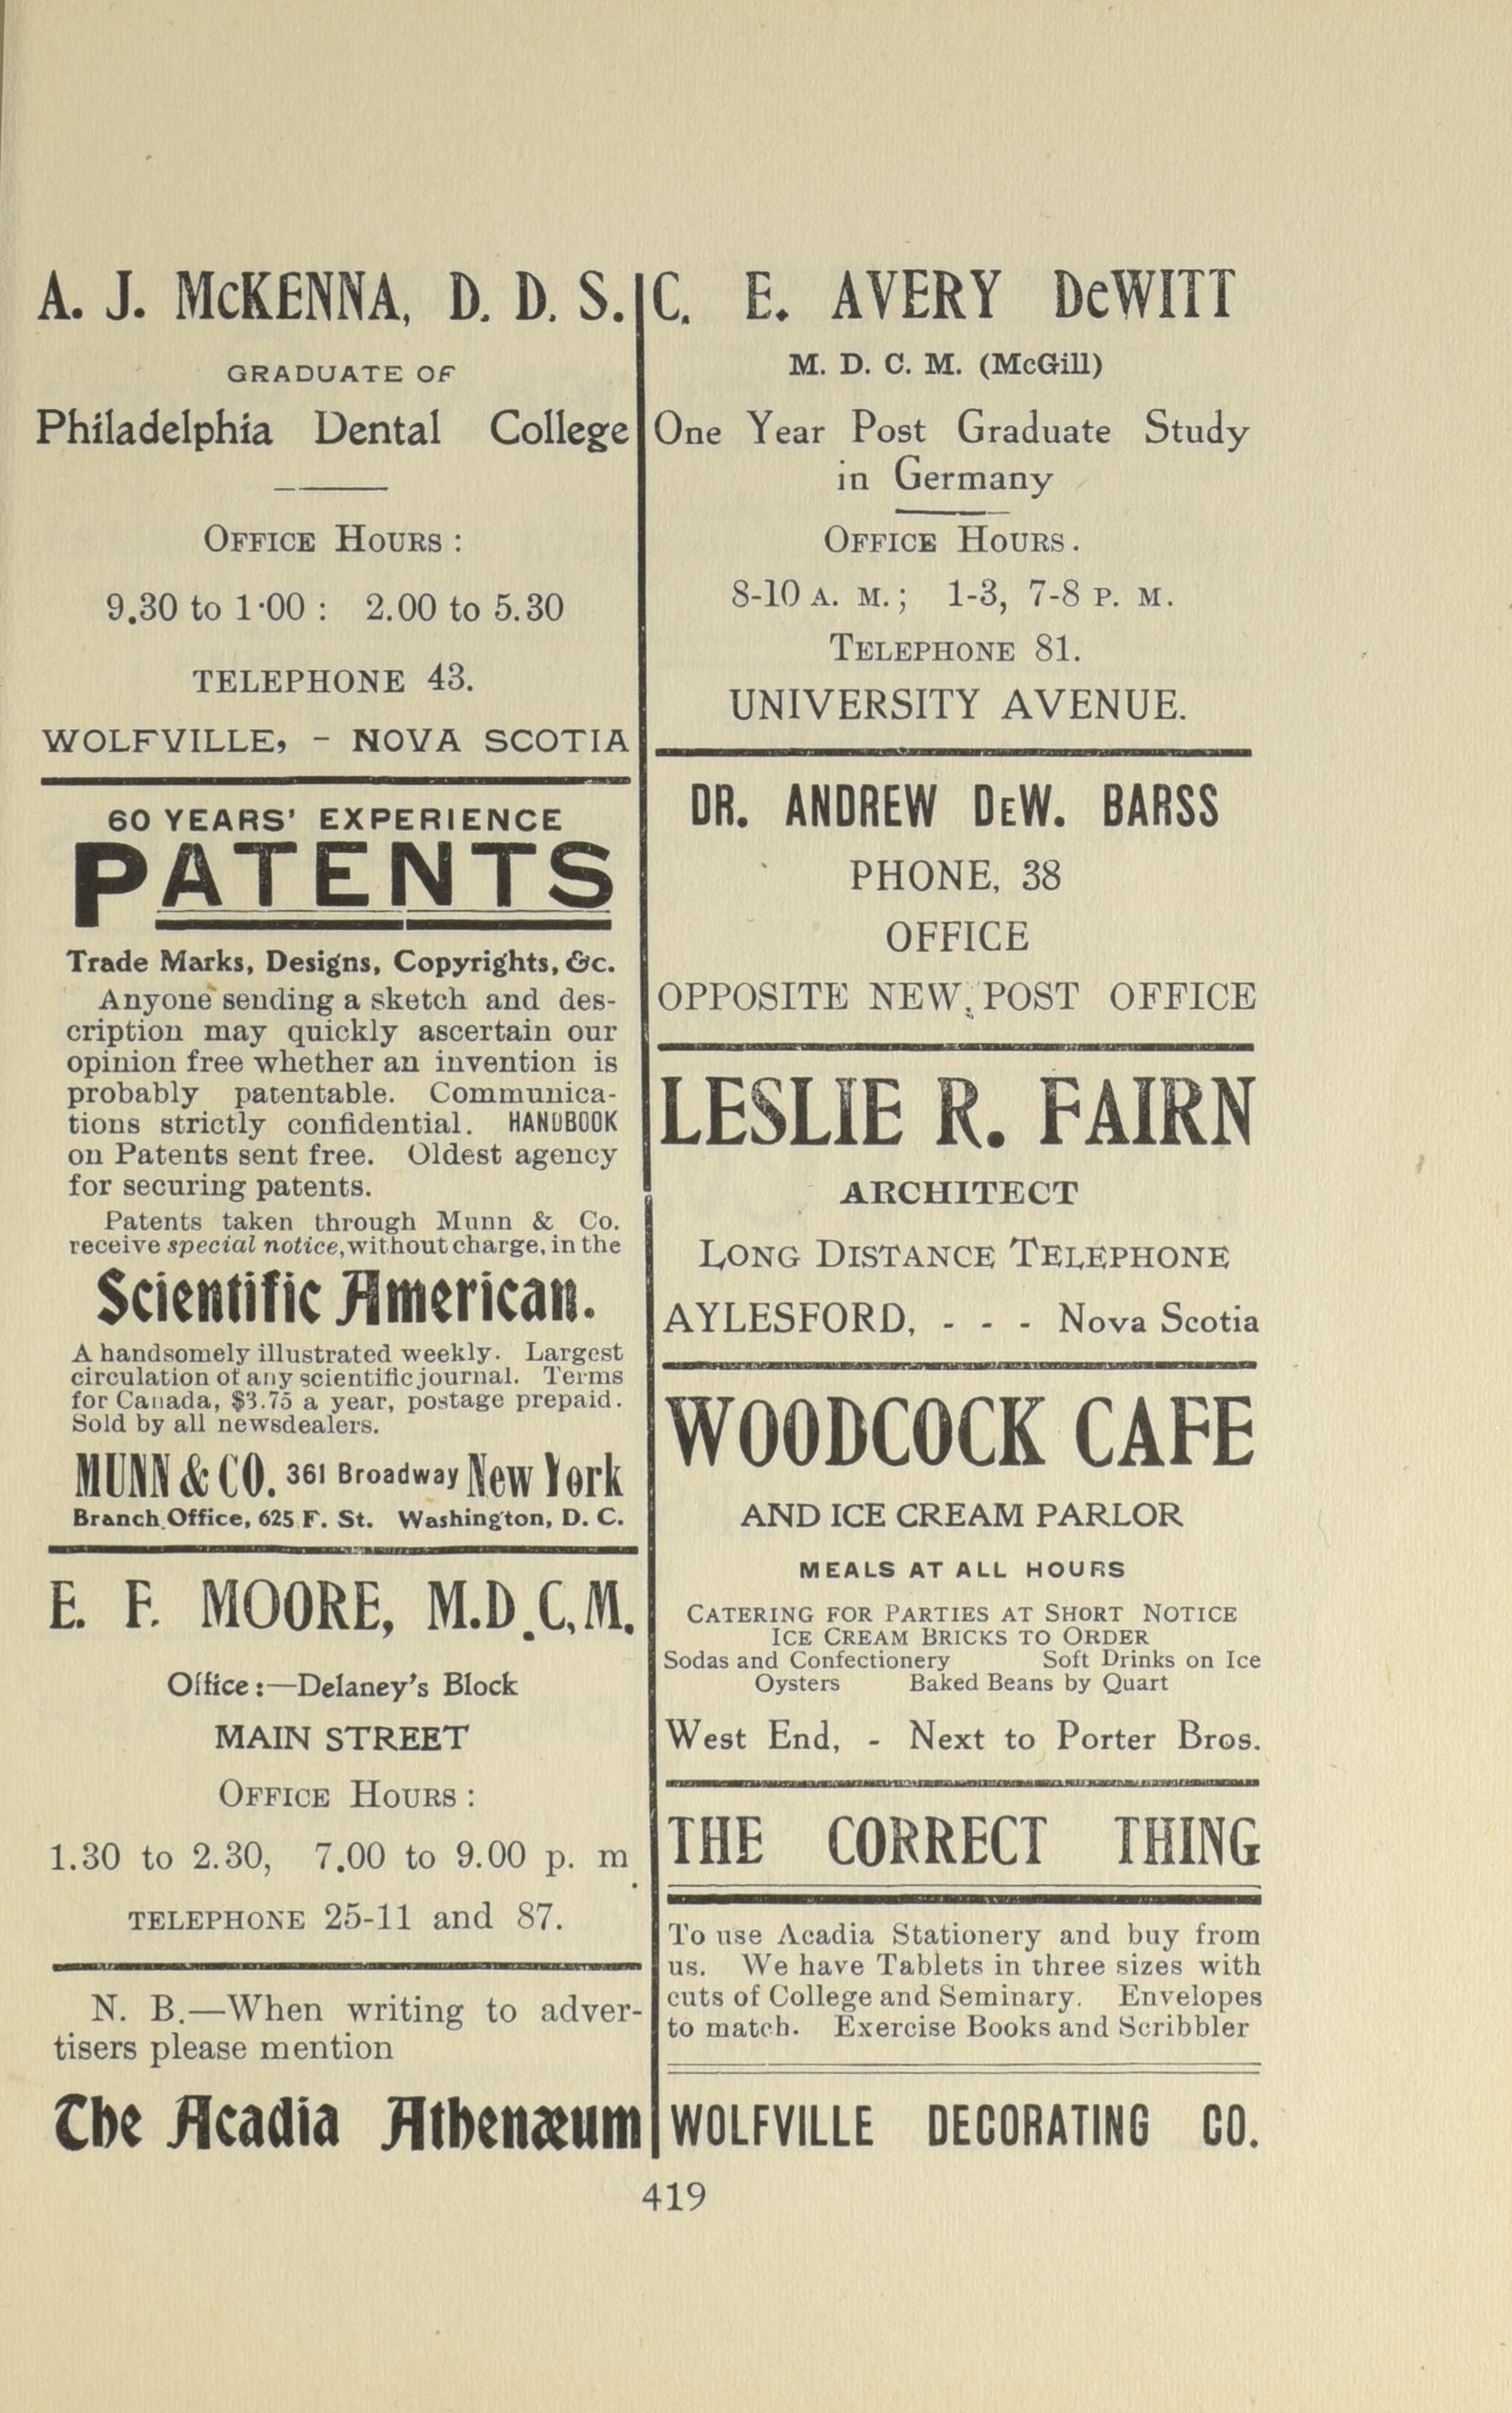 A. J. McKENNA, D. D. S.
GRADUATE OF
Philadelphia Dental College
OFFICE HOURS :
9.30 to 1·00 : 2.00 to 5.30
TELEPHONE 43.
WOLFVILLE, - NOVA SCOTIA
60 YEARS' EXPERIENCE
PATENTS
Trade Marks, Designs, Copyrights, &c.
Anyone sending a sketch and des-
cription may quickly ascertain our
opinion free whether an invention is
probably patentable. Communica-
tions strictly confidential. HANDBOOK
on Patents sent free. Oldest agency
for securing patents.
Patents taken through Munn & Co.
receive special notice, without charge, in the
Scientific American.
A handsomely illustrated weekly. Largest
circulation of any scientific journal. Terms
for Canada, $3.75 a year, postage prepaid.
Sold by all newsdealers.
MUNN & CO. 361 Broadway New York
Branch Office, 625 F. St. Washington, D. C.
E. F. MOORE, M.D.C.M.
Office :—Delaney's Block
MAIN STREET
OFFICE HOURS :
1.30 to 2.30, 7.00 to 9.00 p. m.
TELEPHONE 25-11 and 87.
N. B.—When writing to adver-
tisers please mention
The Acadia Athenæum
C. E. AVERY DeWITT
M. D. C. M. (McGill)
One Year Post Graduate Study
in Germany
OFFICE HOURS.
8-10 A. M.; 1-3, 7-8 P. M.
TELEPHONE 81.
UNIVERSITY AVENUE.
DR. ANDREW DEW. BARSS
PHONE, 38
OFFICE
OPPOSITE NEW POST OFFICE
LESLIE R. FAIRN
ARCHITECT
LONG DISTANCE TELEPHONE
AYLESFORD, - - - Nova Scotia
WOODCOCK CAFE
AND ICE CREAM PARLOR
MEALS AT ALL HOURS
CATERING FOR PARTIES AT SHORT NOTICE
ICE CREAM BRICKS TO ORDER
Sodas and Confectionery Soft Drinks on Ice
Oysters Baked Beans by Quart
West End, - Next to Porter Bros.
THE CORRECT THING
To use Acadia Stationery and buy from
us. We have Tablets in three sizes with
cuts of College and Seminary. Envelopes
to match. Exercise Books and Scribbler
WOLFVILLE DECORATING CO.
419